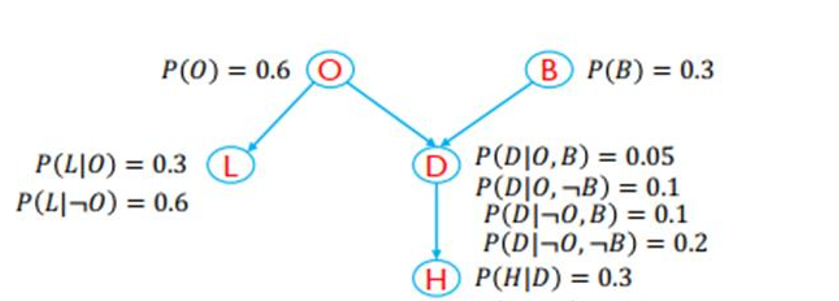 P(O) = 0.6 O B P(B) = 0.3
P(L|O) = 0.3 L
P(L|¬O) = 0.6
D P(D|O,B) = 0.05
P(D|O,¬B) = 0.1
P(D|¬O,B) = 0.1
P(D|¬O,¬B) = 0.2
H P(H|D) = 0.3